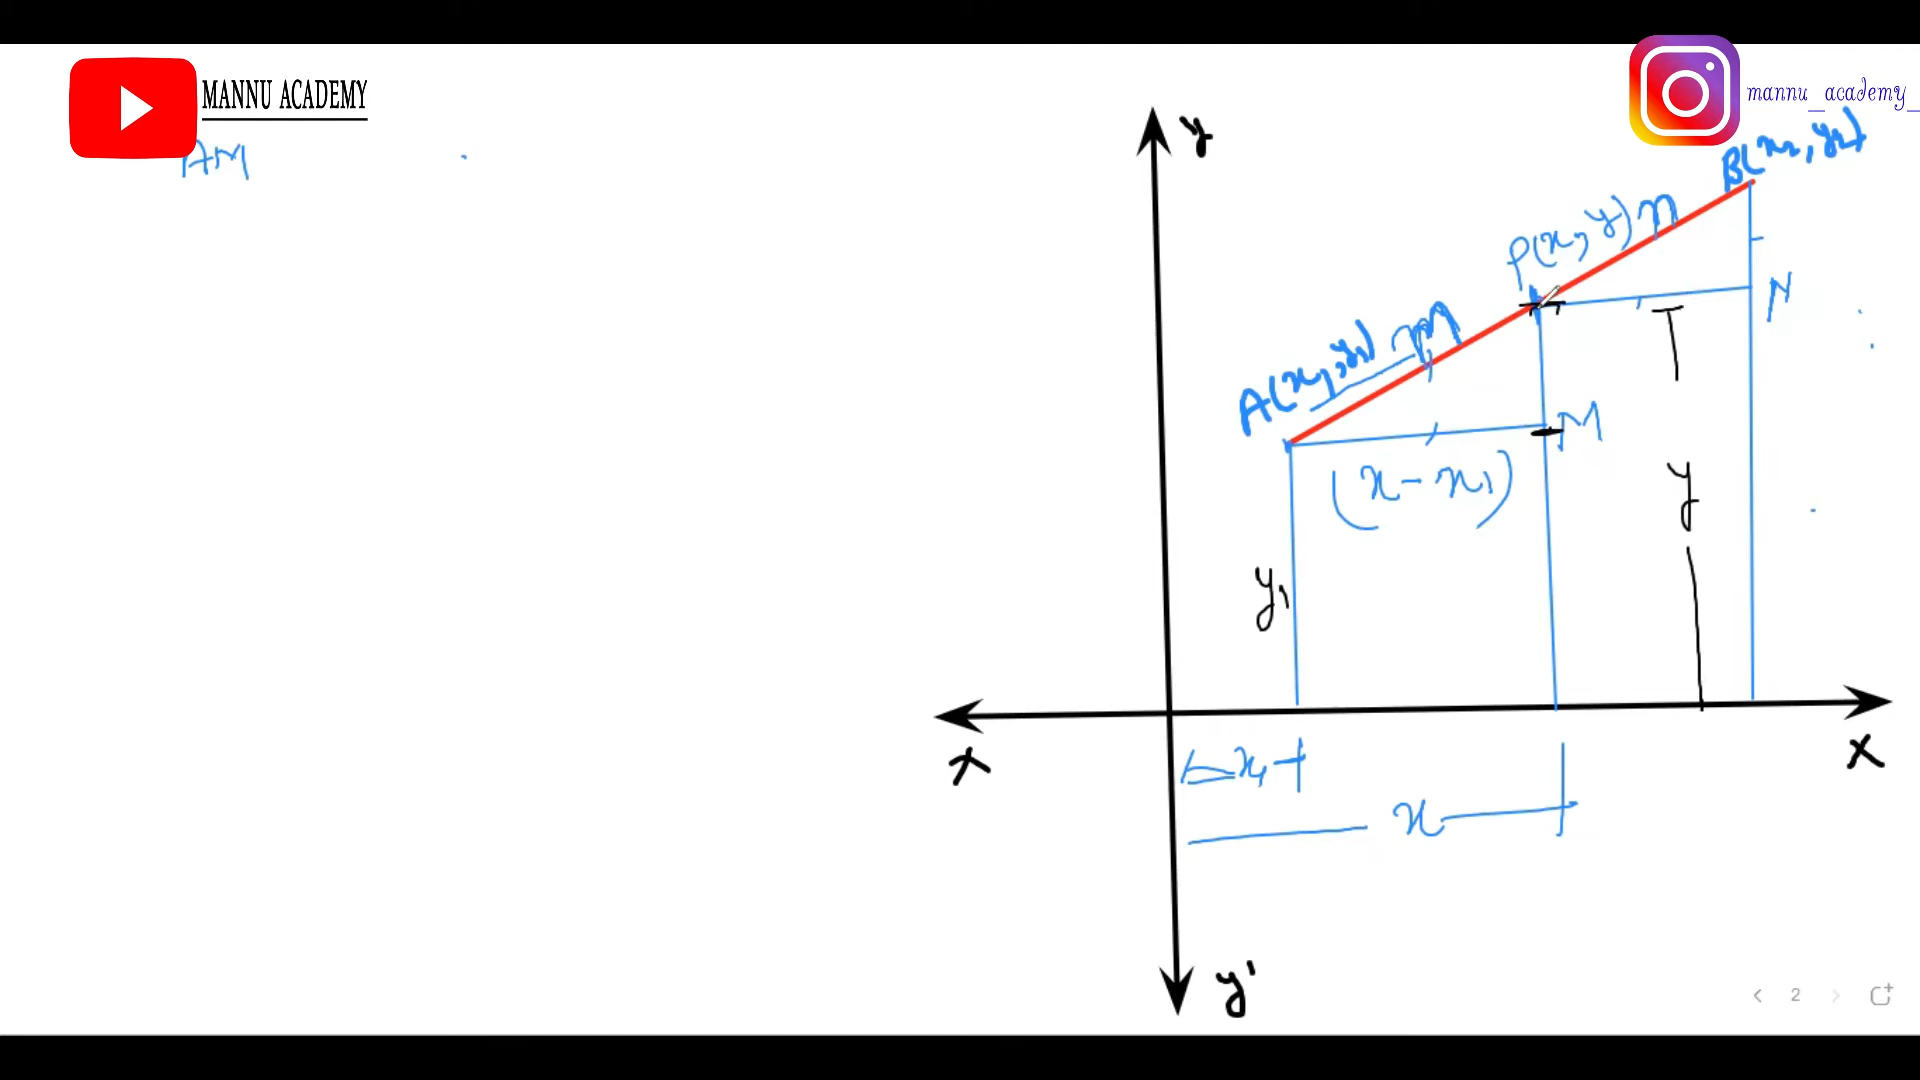 MANNU ACADEMY
mannu_academy_
AM
y
B(x₂, y₂)
P(x, y) n
A(x₁, y₁) m
N
M
(x - x₁)
y
y₁
x
x
x₁
x
y'
2